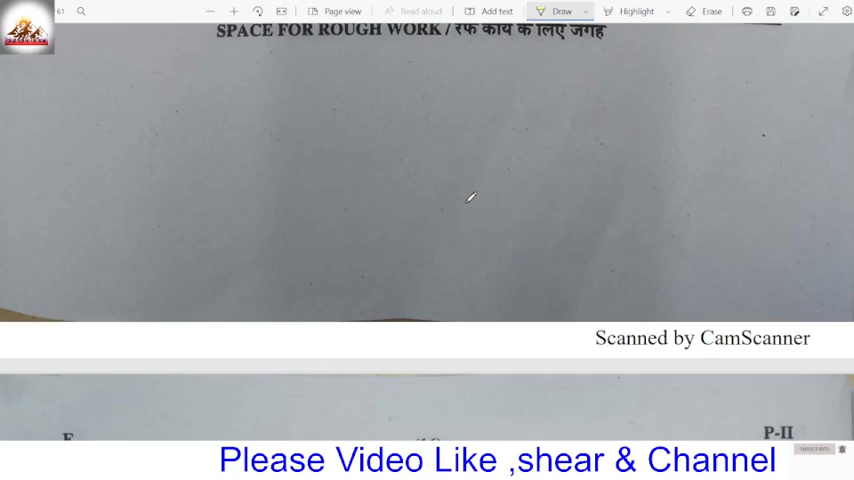 61 Page view Read aloud Add text Draw Highlight Erase
SPACE FOR ROUGH WORK / रफ कार्य के लिए जगह
Scanned by CamScanner
P-II
Please Video Like ,shear & Channel